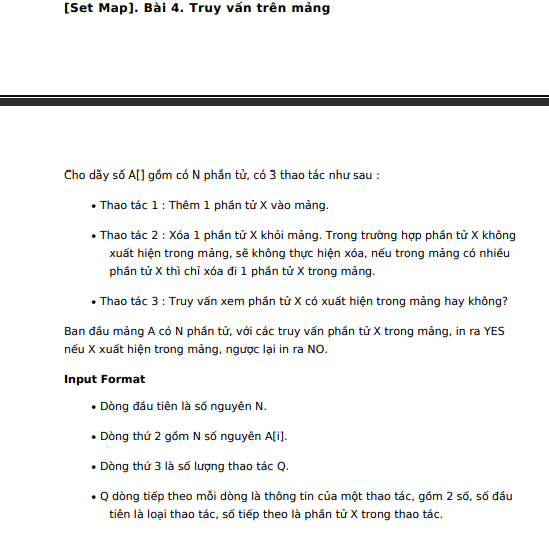 [Set Map]. Bài 4. Truy vấn trên mảng
Cho dẫy số A[] gồm có N phần tử, có 3 thao tác như sau :
• Thao tác 1 : Thêm 1 phần tử X vào mảng.
• Thao tác 2 : Xóa 1 phần tử X khỏi mảng. Trong trường hợp phần tử X không
xuất hiện trong mảng, sẽ không thực hiện xóa, nếu trong mảng có nhiều
phần tử X thì chỉ xóa đi 1 phần tử X trong mảng.
• Thao tác 3 : Truy vấn xem phần tử X có xuất hiện trong mảng hay không?
Ban đầu mảng A có N phần tử, với các truy vấn phần tử X trong mảng, in ra YES
nếu X xuất hiện trong mảng, ngược lại in ra NO.
Input Format
• Dòng đầu tiên là số nguyên N.
• Dòng thứ 2 gồm N số nguyên A[i].
• Dòng thứ 3 là số lượng thao tác Q.
• Q dòng tiếp theo mỗi dòng là thông tin của một thao tác, gồm 2 số, số đầu
tiên là loại thao tác, số tiếp theo là phần tử X trong thao tác.